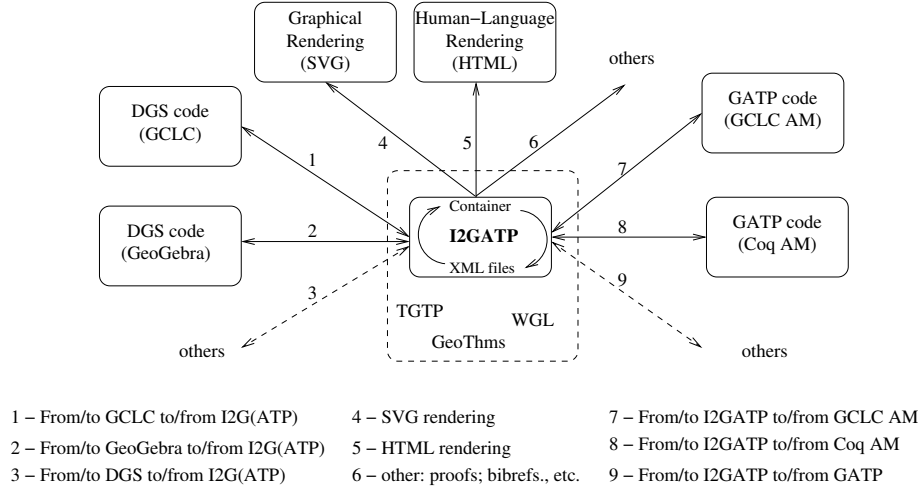 Graphical
Rendering
(SVG)
Human−Language
Rendering
(HTML)
others
DGS code
(GCLC)
GATP code
(GCLC AM)
4
5
6
1
7
Container
I2GATP
XML files
DGS code
(GeoGebra)
2
8
GATP code
(Coq AM)
3
9
TGTP
WGL
GeoThms
others
others
1 − From/to GCLC to/from I2G(ATP)
2 − From/to GeoGebra to/from I2G(ATP)
3 − From/to DGS to/from I2G(ATP)
4 − SVG rendering
5 − HTML rendering
6 − other: proofs; bibrefs., etc.
7 − From/to I2GATP to/from GCLC AM
8 − From/to I2GATP to/from Coq AM
9 − From/to I2GATP to/from GATP